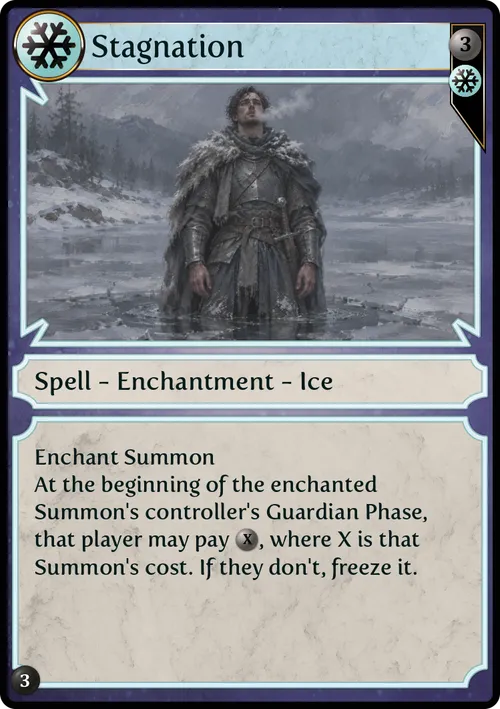 Stagnation
3
Spell - Enchantment - Ice
Enchant Summon
At the beginning of the enchanted
Summon's controller's Guardian Phase,
that player may pay X, where X is that
Summon's cost. If they don't, freeze it.
3